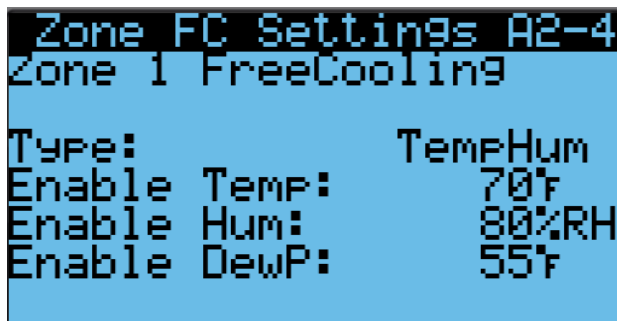 Zone FC Settings A2-4
Zone 1 FreeCooling
Type: TempHum
Enable Temp: 70°F
Enable Hum: 80%RH
Enable DewP: 55°F